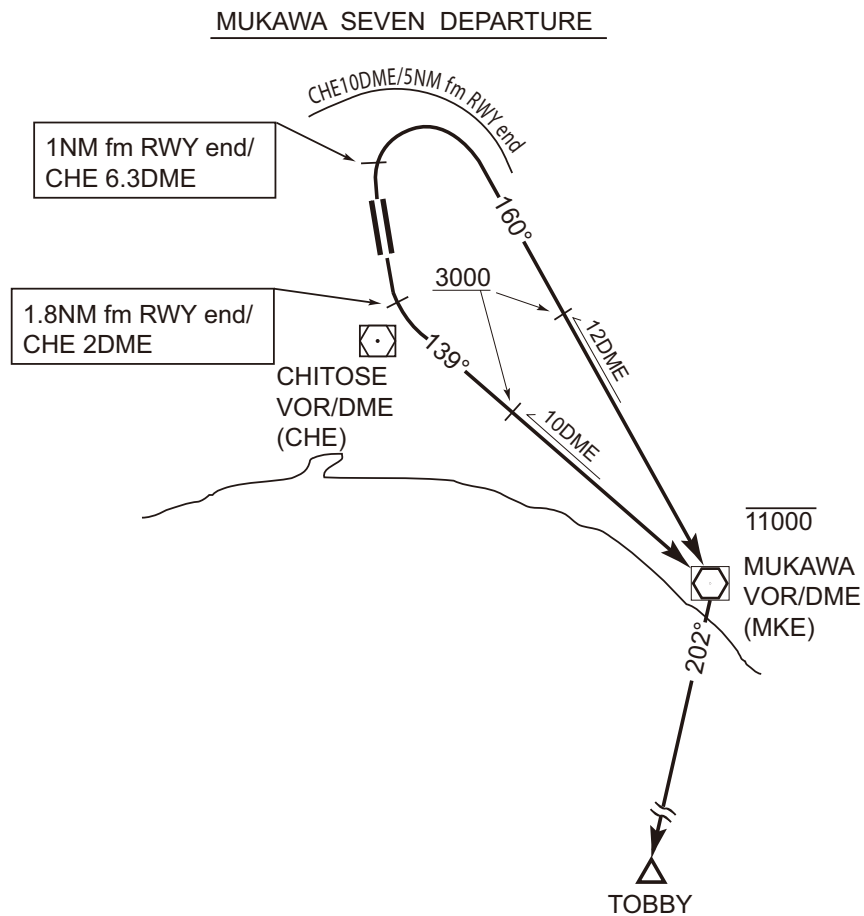 MUKAWA SEVEN DEPARTURE
CHE10DME/5NM fm RWY end
1NM fm RWY end/
CHE 6.3DME
160°
3000
1.8NM fm RWY end/
CHE 2DME
12DME
139°
CHITOSE
VOR/DME
(CHE)
10DME
11000
MUKAWA
VOR/DME
(MKE)
202°
TOBBY